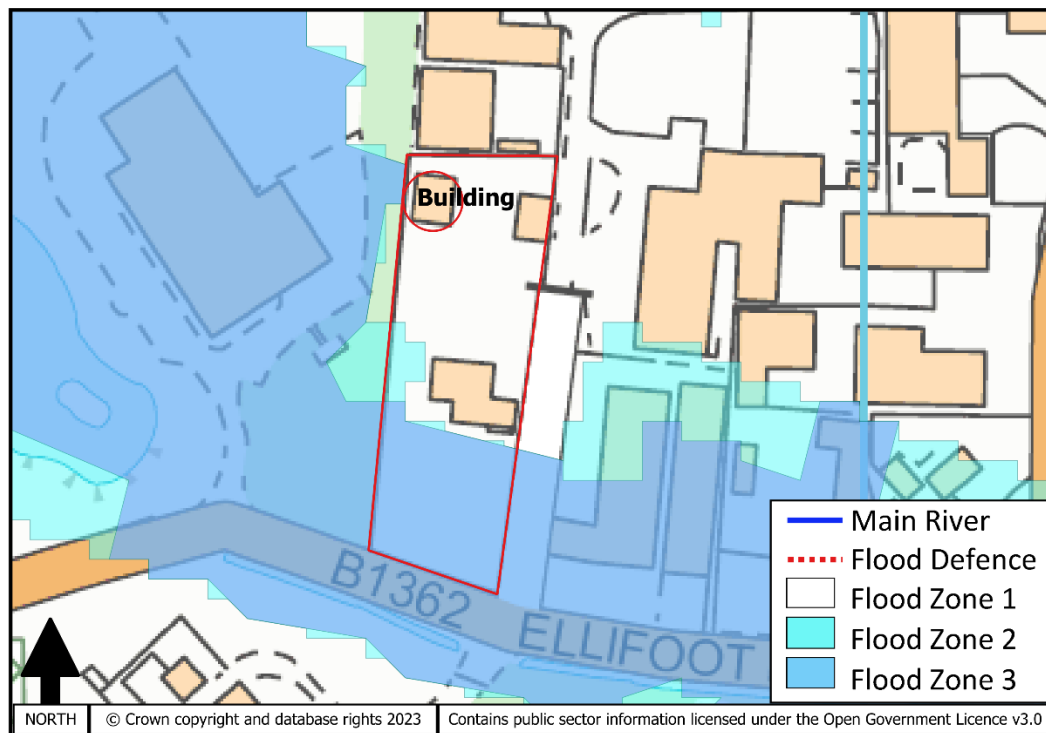 Building
B1362
ELLIFOOT
Main River
Flood Defence
Flood Zone 1
Flood Zone 2
Flood Zone 3
NORTH
© Crown copyright and database rights 2023
Contains public sector information licensed under the Open Government Licence v3.0